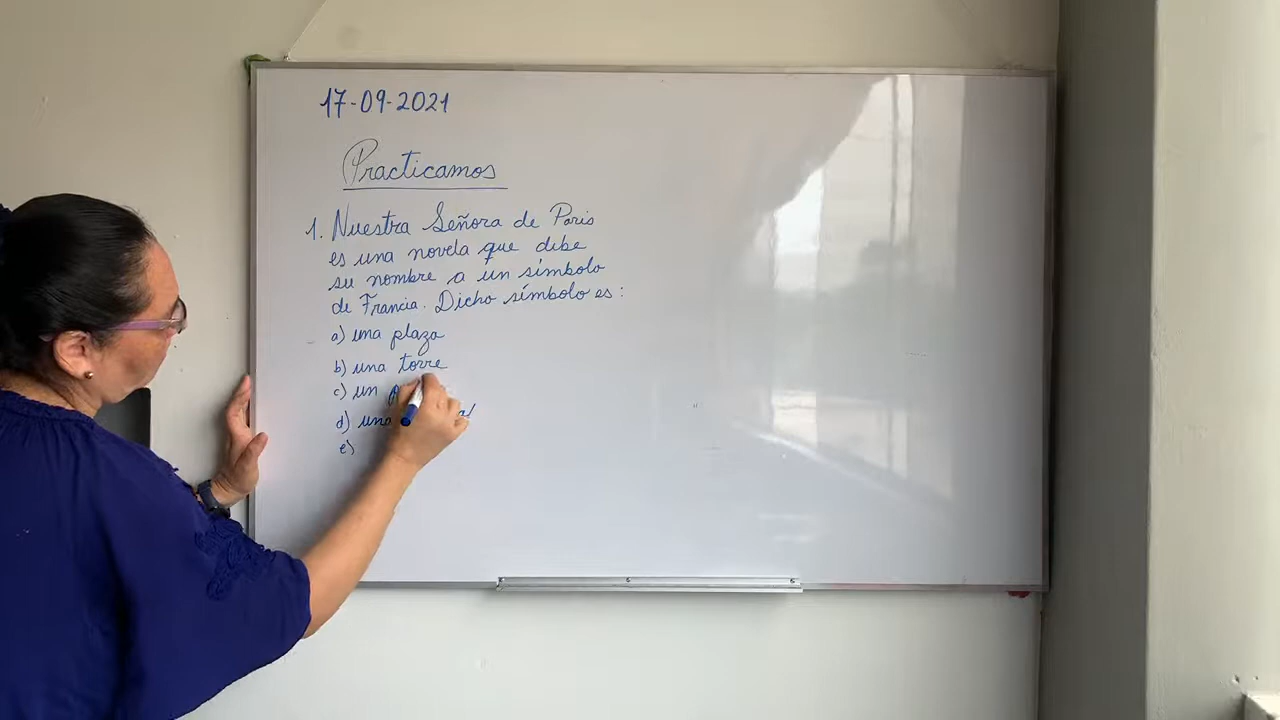 17-09-2021
Practicamos
1. Nuestra Señora de Paris
es una novela que debe
su nombre a un símbolo
de Francia. Dicho símbolo es:
a) una plaza
b) una torre
c) un
d) una
e)